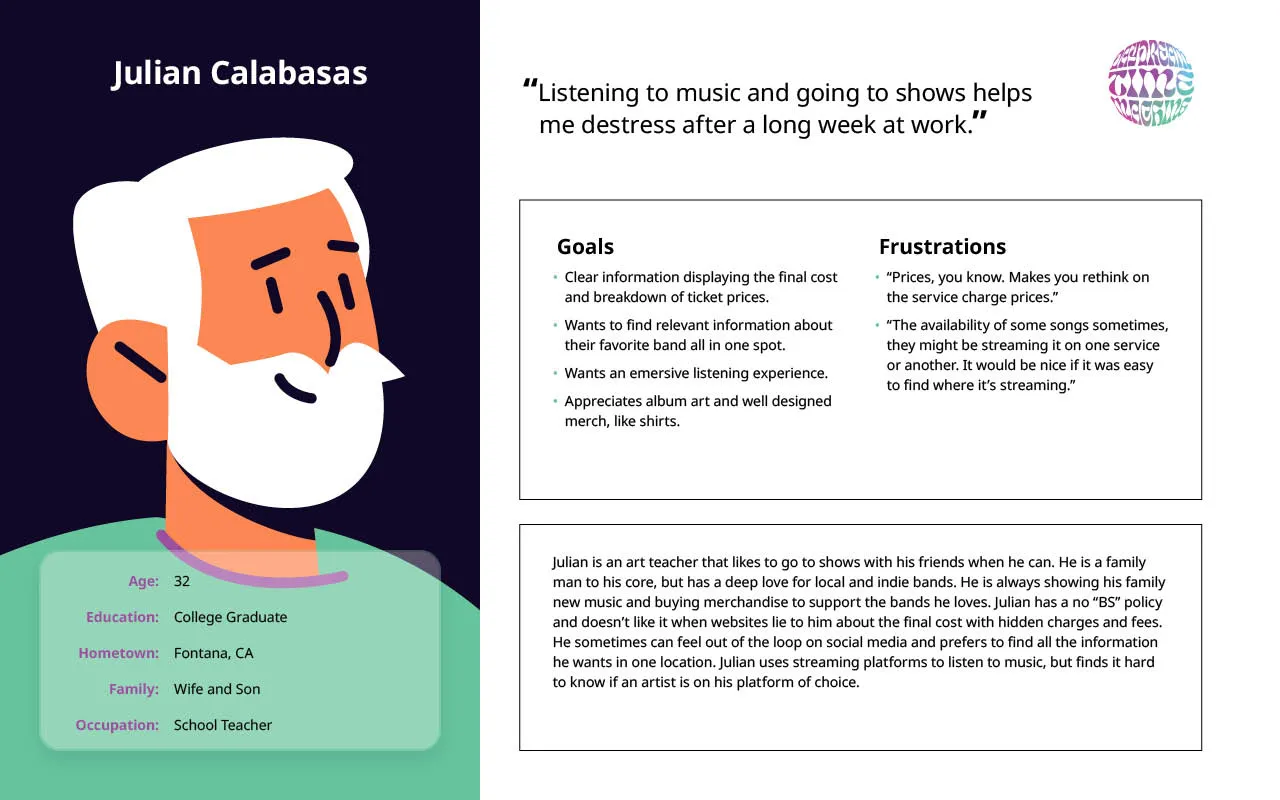 Julian Calabasas
“Listening to music and going to shows helps
me destress after a long week at work.”
DAYDREAM
TIME
MACHINE
Goals
• Clear information displaying the final cost
and breakdown of ticket prices.
• Wants to find relevant information about
their favorite band all in one spot.
• Wants an emersive listening experience.
• Appreciates album art and well designed
merch, like shirts.
Frustrations
• “Prices, you know. Makes you rethink on
the service charge prices.”
• “The availability of some songs sometimes,
they might be streaming it on one service
or another. It would be nice if it was easy
to find where it’s streaming.”
Age: 32
Education: College Graduate
Hometown: Fontana, CA
Family: Wife and Son
Occupation: School Teacher
Julian is an art teacher that likes to go to shows with his friends when he can. He is a family
man to his core, but has a deep love for local and indie bands. He is always showing his family
new music and buying merchandise to support the bands he loves. Julian has a no “BS” policy
and doesn’t like it when websites lie to him about the final cost with hidden charges and fees.
He sometimes can feel out of the loop on social media and prefers to find all the information
he wants in one location. Julian uses streaming platforms to listen to music, but finds it hard
to know if an artist is on his platform of choice.